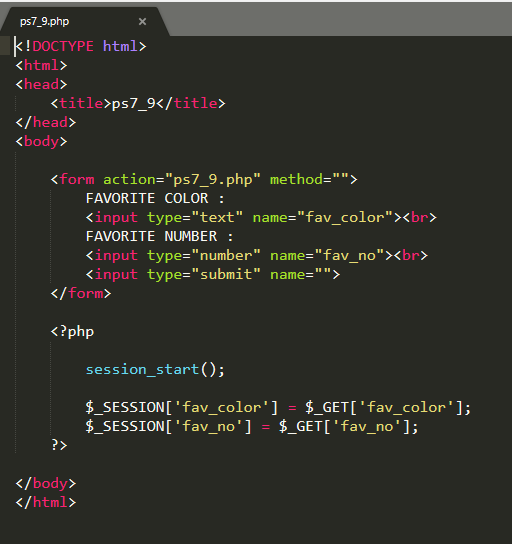 ps7_9.php ×
<!DOCTYPE html>
<html>
<head>
    <title>ps7_9</title>
</head>
<body>

    <form action="ps7_9.php" method="">
        FAVORITE COLOR :
        <input type="text" name="fav_color"><br>
        FAVORITE NUMBER :
        <input type="number" name="fav_no"><br>
        <input type="submit" name="">
    </form>

    <?php

        session_start();

        $_SESSION['fav_color'] = $_GET['fav_color'];
        $_SESSION['fav_no'] = $_GET['fav_no'];
    ?>

</body>
</html>